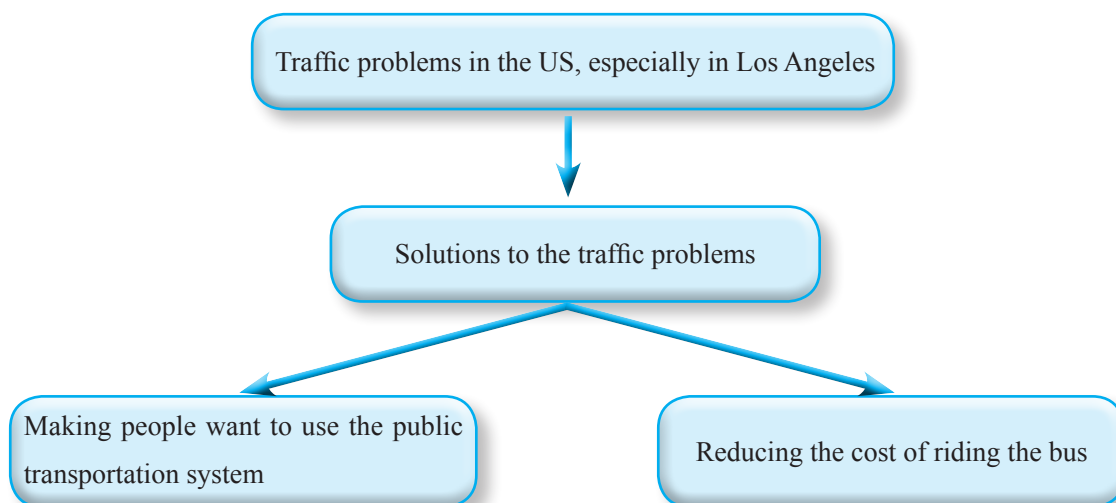 Traffic problems in the US, especially in Los Angeles
Solutions to the traffic problems
Making people want to use the public
transportation system
Reducing the cost of riding the bus